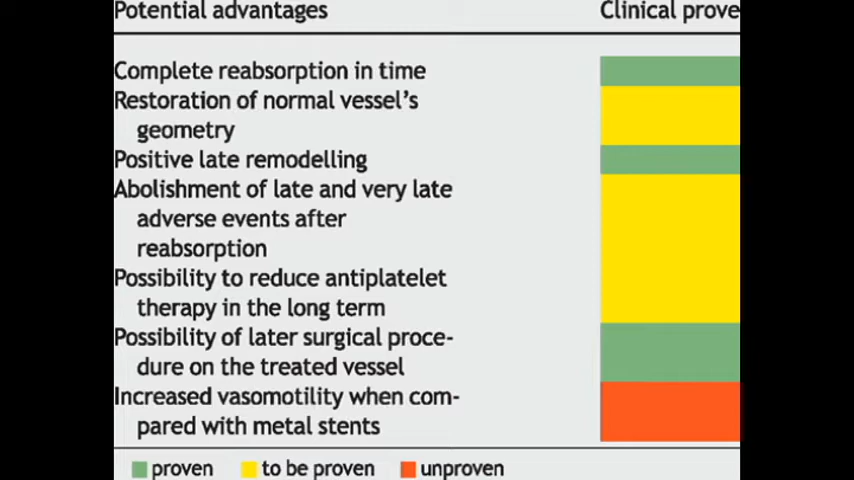 Potential advantages Clinical prove
Complete reabsorption in time
Restoration of normal vessel's
geometry
Positive late remodelling
Abolishment of late and very late
adverse events after
reabsorption
Possibility to reduce antiplatelet
therapy in the long term
Possibility of later surgical proce-
dure on the treated vessel
Increased vasomotility when com-
pared with metal stents
proven to be proven unproven